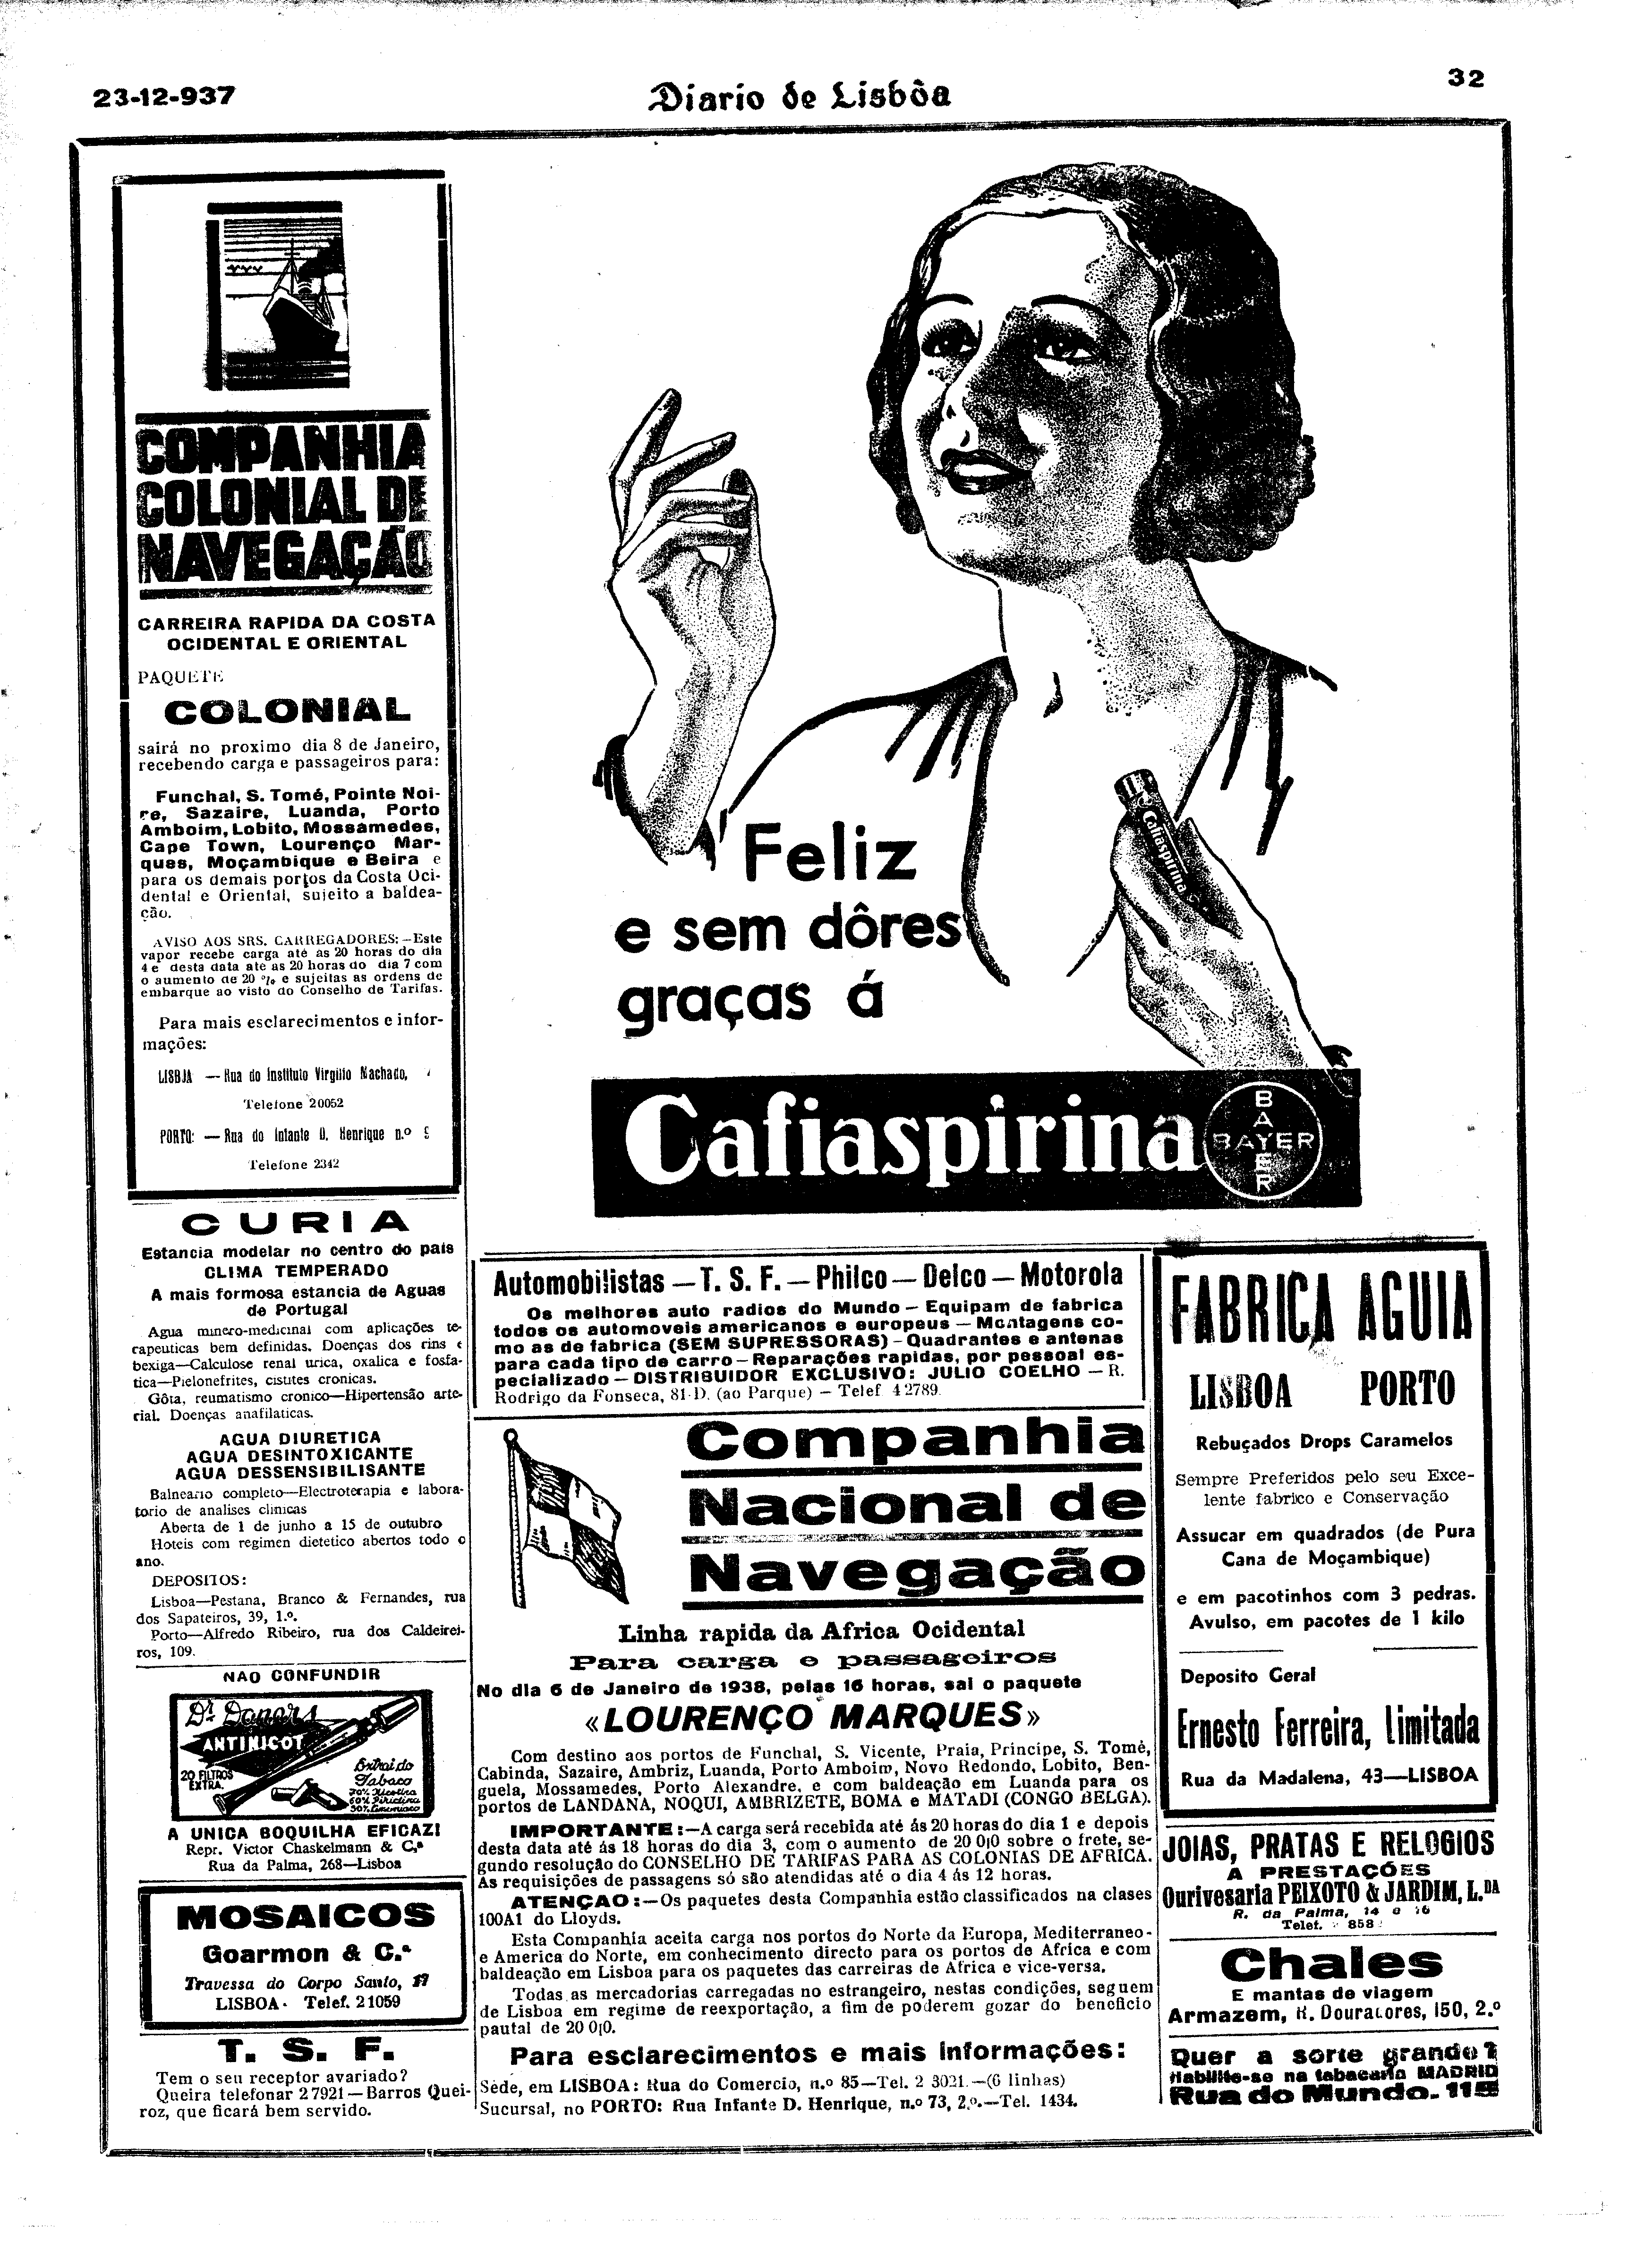 23-12-937
Diario de Lisbôa
32
COMPANHIA
COLONIAL DE
NAVEGAÇÃO
CARREIRA RAPIDA DA COSTA
OCIDENTAL E ORIENTAL
PAQUETE
COLONIAL
sairá no proximo dia 8 de Janeiro,
recebendo carga e passageiros para:
Funchal, S. Tomé, Pointe Noi-
re, Sazaire, Luanda, Porto
Amboim, Lobito, Mossamedes,
Cape Town, Lourenço Mar-
ques, Moçambique e Beira e
para os demais portos da Costa Oci-
dental e Oriental, sujeito a baldea-
ção.
AVISO AOS SRS. CARREGADORES:—Este
vapor recebe carga até as 20 horas do dia
4 e desta data até as 20 horas do dia 7 com
o aumento de 20 % e sujeitas as ordens de
embarque ao visto do Conselho de Tarifas.
Para mais esclarecimentos e infor-
mações:
LISBOA — Rua do Instituto Virgilio Machado,
Telefone 20052
PORTO: — Rua do Infante D. Henrique n.º
Telefone 2342
Cafiaspirina
Feliz
e sem dôres
graças á
Cafiaspirina
BAYER
BAYER
CURIA
Estancia modelar no centro do país
CLIMA TEMPERADO
A mais formosa estancia de Aguas
de Portugal
Agua minero-medicinal com aplicações te-
rapeuticas bem definidas. Doenças dos rins e
bexiga—Calculose renal urica, oxalica e fosfa-
tica—Pielonefrites, cistites cronicas.
Gôta, reumatismo cronico—Hipertensão arte-
rial. Doenças anafilaticas.
AGUA DIURETICA
AGUA DESINTOXICANTE
AGUA DESSENSIBILISANTE
Balneario completo—Electroterapia e labora-
torio de analises clinicas
Aberta de 1 de junho a 15 de outubro
Hoteis com regimen dietetico abertos todo o
ano.
DEPOSITOS:
Lisboa—Pestana, Branco & Fernandes, rua
dos Sapateiros, 39, 1.º.
Porto—Alfredo Ribeiro, rua dos Caldeirei-
ros, 109.
NAO CONFUNDIR
Dr. Donars
ANTINICOT
20 FILTROS
EXTRA.
Extrai do
Tabaco
70% Nicotina
60% Piridina
50% Amoniaco
A UNICA BOQUILHA EFICAZ!
Repr. Victor Chaskelmann & C.ª
Rua da Palma, 268—Lisboa
MOSAICOS
Goarmon & C.ª
Travessa do Corpo Santo, 17
LISBOA · Telef. 21059
T. S. F.
Tem o seu receptor avariado?
Queira telefonar 27921—Barros Quei-
roz, que ficará bem servido.
Automobilistas — T. S. F. — Philco — Delco — Motorola
Os melhores auto radios do Mundo — Equipam de fabrica
todos os automoveis americanos e europeus — Montagens co-
mo as de fabrica (SEM SUPRESSORAS) — Quadrantes e antenas
para cada tipo de carro — Reparações rapidas, por pessoal es-
pecializado — DISTRIBUIDOR EXCLUSIVO: JULIO COELHO — R.
Rodrigo da Fonseca, 81-D. (ao Parque) — Telef 42789.
Companhia
Nacional de
Navegação
Linha rapida da Africa Ocidental
Para carga e passageiros
No dia 6 de Janeiro de 1938, pelas 16 horas, sai o paquete
«LOURENÇO MARQUES»
Com destino aos portos de Funchal, S. Vicente, Praia, Principe, S. Tomé,
Cabinda, Sazaire, Ambriz, Luanda, Porto Amboim, Novo Redondo, Lobito, Ben-
guela, Mossamedes, Porto Alexandre, e com baldeação em Luanda para os
portos de LANDANA, NOQUI, AMBRIZETE, BOMA e MATADI (CONGO BELGA).
IMPORTANTE:—A carga será recebida até ás 20 horas do dia 1 e depois
desta data até ás 18 horas do dia 3, com o aumento de 20 0|0 sobre o frete, se-
gundo resolução do CONSELHO DE TARIFAS PARA AS COLONIAS DE AFRICA.
As requisições de passagens só são atendidas até o dia 4 ás 12 horas.
ATENÇÃO:—Os paquetes desta Companhia estão classificados na classe
100A1 do Lloyds.
Esta Companhia aceita carga nos portos do Norte da Europa, Mediterraneo-
e America do Norte, em conhecimento directo para os portos de Africa e com
baldeação em Lisboa para os paquetes das carreiras de Africa e vice-versa.
Todas as mercadorias carregadas no estrangeiro, nestas condições, seguem
de Lisboa em regime de reexportação, a fim de poderem gozar do beneficio
pautal de 20 0|0.
Para esclarecimentos e mais informações:
Séde, em LISBOA: Rua do Comercio, n.º 85—Tel. 2 3021.—(6 linhas)
Sucursal, no PORTO: Rua Infante D. Henrique, n.º 73, 2.º.—Tel. 1434.
FABRICA AGUIA
LISBOA PORTO
Rebuçados Drops Caramelos
Sempre Preferidos pelo seu Exce-
lente fabrico e Conservação
Assucar em quadrados (de Pura
Cana de Moçambique)
e em pacotinhos com 3 pedras.
Avulso, em pacotes de 1 kilo
Deposito Geral
Ernesto Ferreira, Limitada
Rua da Madalena, 43—LISBOA
JOIAS, PRATAS E RELOGIOS
A PRESTAÇÕES
Ourivesaria PEIXOTO & JARDIM, L.DA
R. da Palma, 14 e 16
Telef.
Chales
E mantas de viagem
Armazem, R. Douradores, 150, 2.º
Quer a sorte grande?
Habilite-se na tabacaria MADRID
Rua do Mundo, 115